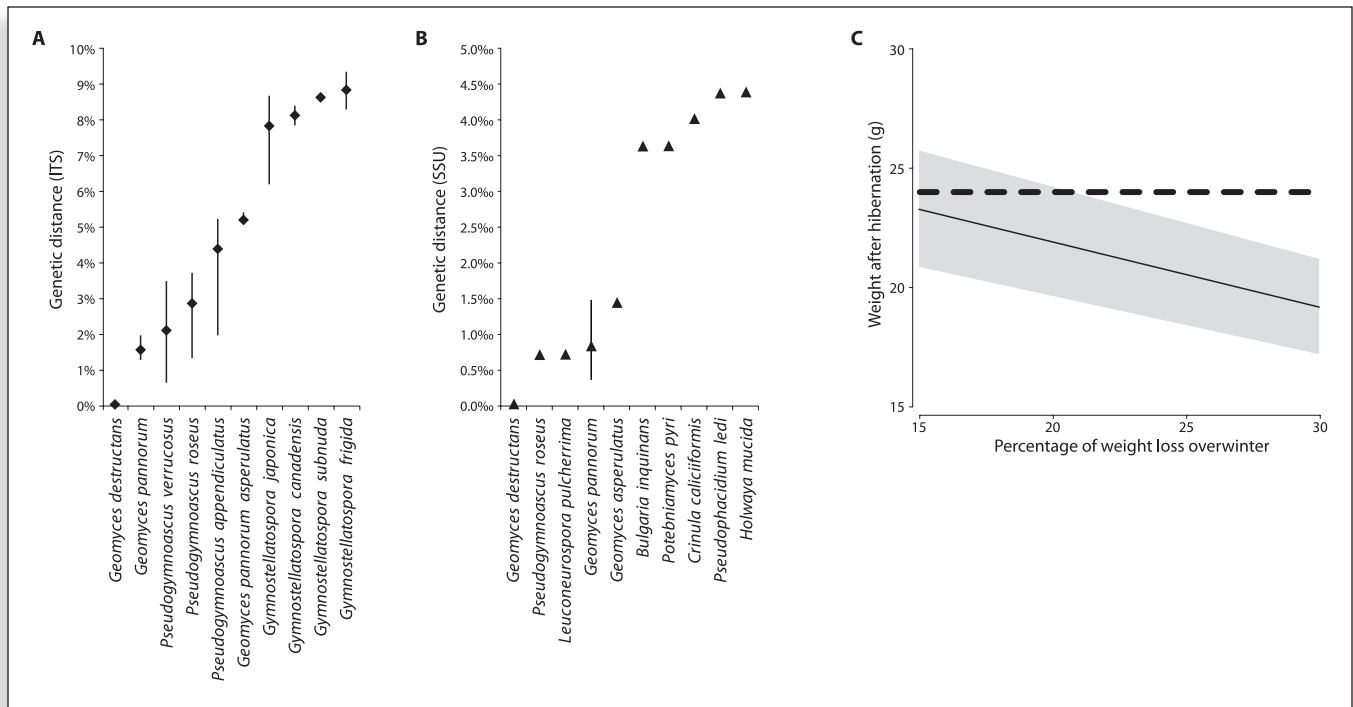 A
10%
9%
8%
7%
6%
5%
4%
3%
2%
1%
0%
Genetic distance (ITS)
Geomyces destructans
Geomyces pannorum
Pseudogymnoascus verrucosus
Pseudogymnoascus roseus
Pseudogymnoascus appendiculatus
Geomyces pannorum asperulatus
Gymnostellatospora japonica
Gymnostellatospora canadensis
Gymnostellatospora subnuda
Gymnostellatospora frigida
B
5.0‰
4.5‰
4.0‰
3.5‰
3.0‰
2.5‰
2.0‰
1.5‰
1.0‰
0.5‰
0.0‰
Genetic distance (SSU)
Geomyces destructans
Pseudogymnoascus roseus
Leuconeurospora pulcherima
Geomyces pannorum
Geomyces asperulatus
Bulgaria inquinans
Potebniamyces pyri
Crinula caliciiformis
Pseudophacidium ledi
Holwaya mucida
C
30
25
20
15
Weight after hibernation (g)
15 20 25 30
Percentage of weight loss overwinter